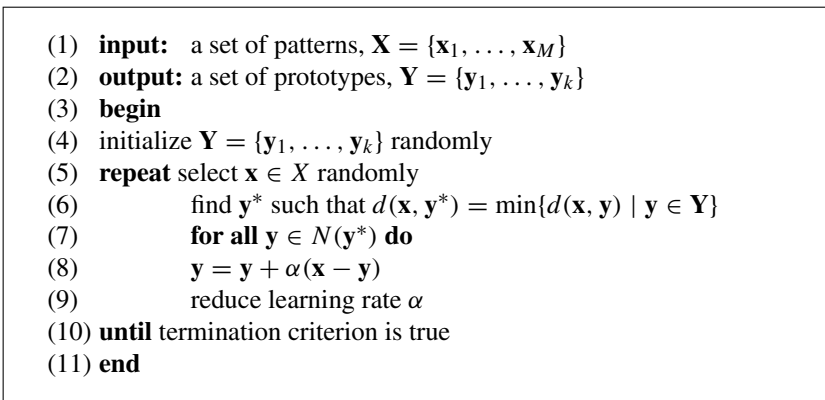 (1) input: a set of patterns, X = {x₁, . . . , x_M}
(2) output: a set of prototypes, Y = {y₁, . . . , y_k}
(3) begin
(4) initialize Y = {y₁, . . . , y_k} randomly
(5) repeat select x ∈ X randomly
(6) find y* such that d(x, y*) = min{d(x, y) | y ∈ Y}
(7) for all y ∈ N(y*) do
(8) y = y + α(x − y)
(9) reduce learning rate α
(10) until termination criterion is true
(11) end